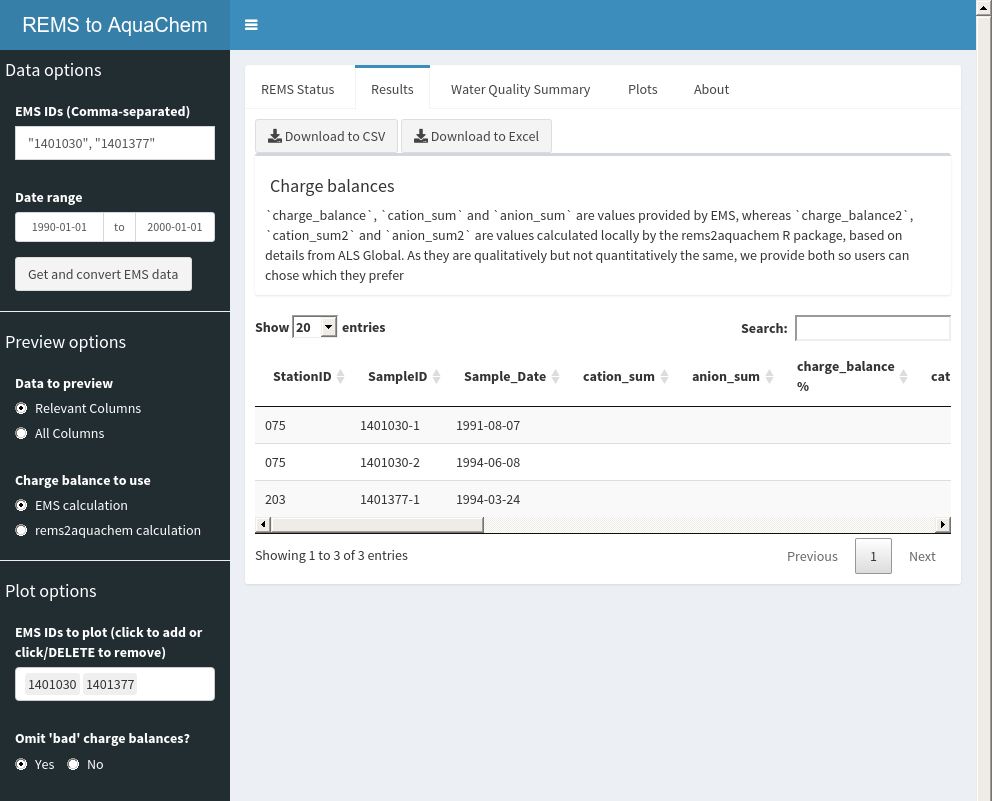 REMS to AquaChem
Data options
EMS IDs (Comma-separated)
"1401030", "1401377"
Date range
1990-01-01 to 2000-01-01
Get and convert EMS data
Preview options
Data to preview
Relevant Columns
All Columns
Charge balance to use
EMS calculation
rems2aquachem calculation
Plot options
EMS IDs to plot (click to add or
click/DELETE to remove)
1401030 1401377
Omit 'bad' charge balances?
Yes No
REMS Status Results Water Quality Summary Plots About
Download to CSV Download to Excel
Charge balances
`charge_balance`, `cation_sum` and `anion_sum` are values provided by EMS, whereas `charge_balance2`,
`cation_sum2` and `anion_sum2` are values calculated locally by the rems2aquachem R package, based on
details from ALS Global. As they are qualitatively but not quantitatively the same, we provide both so users can
chose which they prefer
Show 20 entries Search:
StationID SampleID Sample_Date cation_sum anion_sum charge_balance cat
%
075 1401030-1 1991-08-07
075 1401030-2 1994-06-08
203 1401377-1 1994-03-24
Showing 1 to 3 of 3 entries Previous 1 Next